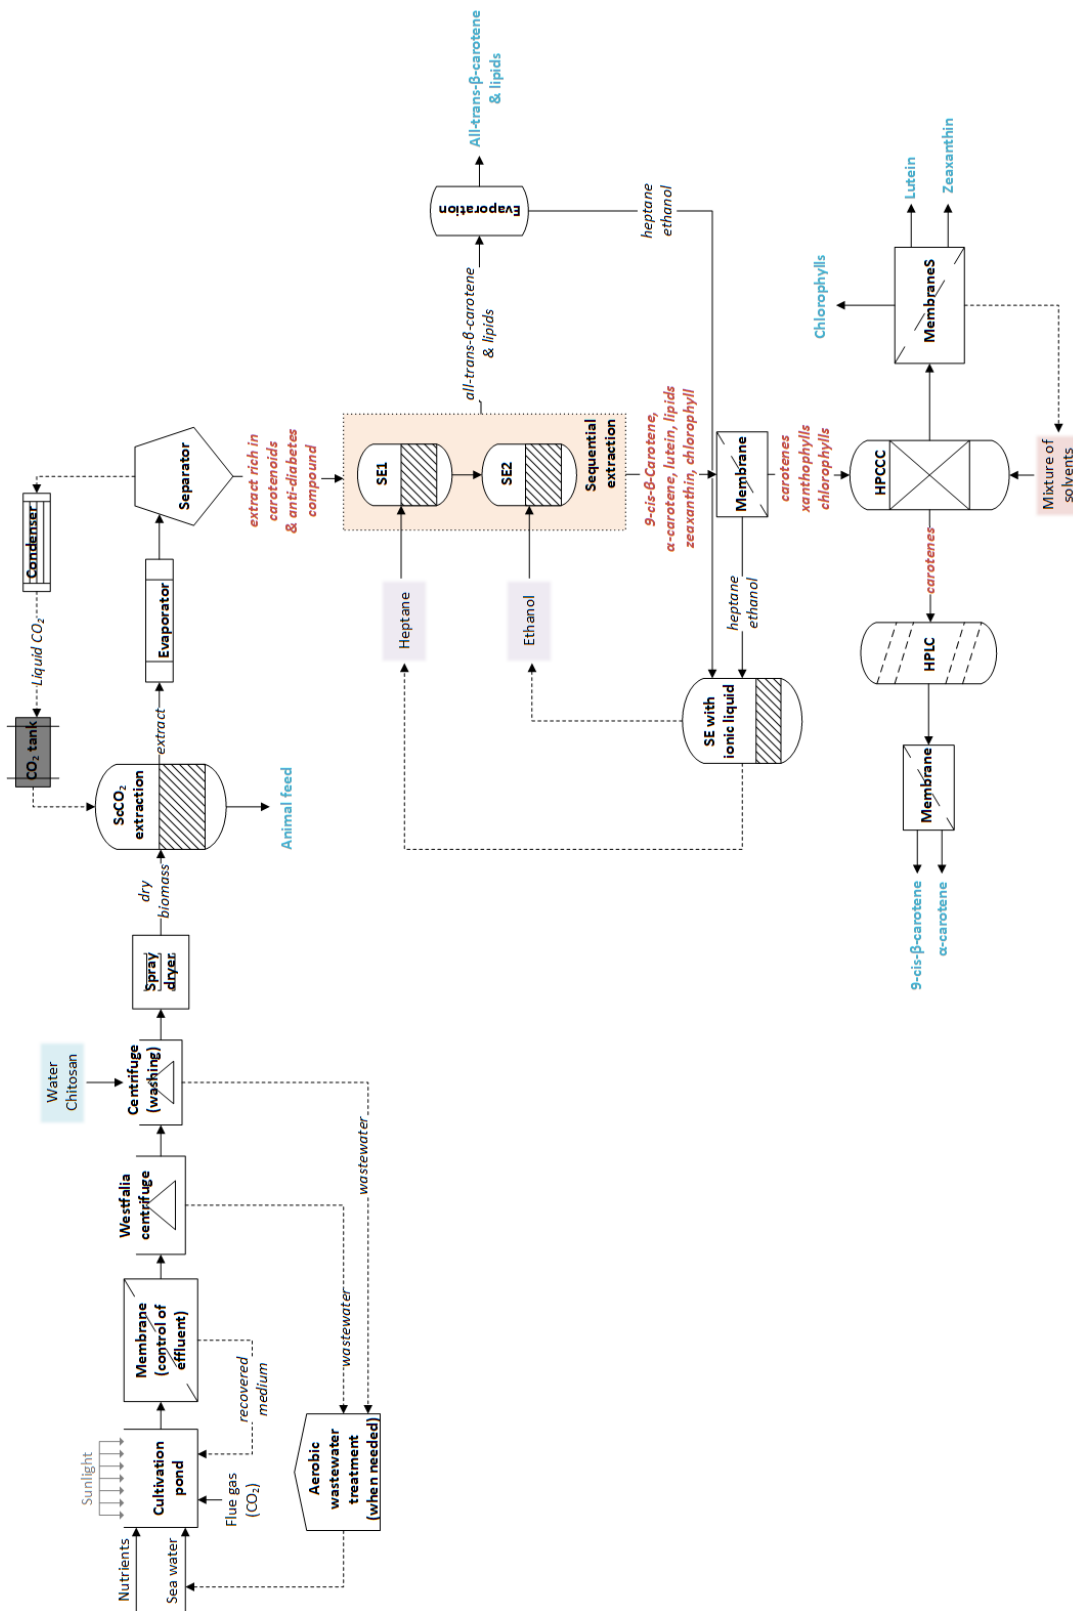 Nutrients
Sea water
Sunlight
Cultivation
pond
Flue gas
(CO₂)
recovered
medium
Membrane
(control of
effluent)
Westfalia
centrifuge
Water
Chitosan
Centrifuge
(washing)
wastewater
wastewater
Aerobic
wastewater
treatment
(when needed)
Spray
dryer
dry
biomass
ScCO₂
extraction
Animal feed
CO₂ tank
Liquid CO₂
Condenser
extract
Evaporator
Separator
extract rich in
carotenoids
& anti-diabetes
compound
Heptane
Ethanol
SE1
SE2
Sequential
extraction
all-trans-β-carotene
& lipids
Evaporation
All-trans-β-carotene
& lipids
heptane
ethanol
9-cis-β-Carotene,
α-carotene, lutein, lipids
zeaxanthin, chlorophyll
Membrane
heptane
ethanol
SE with
ionic liquid
carotenes
xanthophylls
chlorophylls
HPCCC
Mixture of
solvents
MembraneS
Chlorophylls
Lutein
Zeaxanthin
carotenes
HPLC
Membrane
9-cis-β-carotene
α-carotene